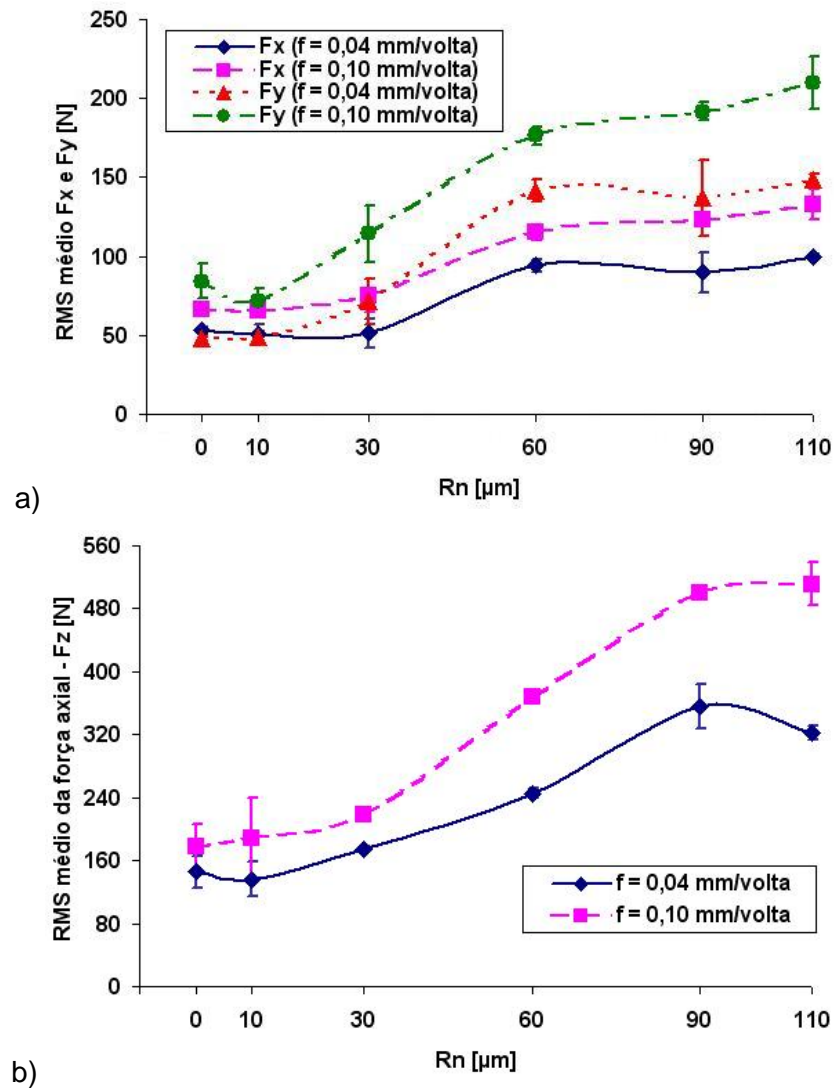 250
200
150
100
50
0
RMS médio Fx e Fy [N]
Fx (f = 0,04 mm/volta)
Fx (f = 0,10 mm/volta)
Fy (f = 0,04 mm/volta)
Fy (f = 0,10 mm/volta)
0 10 30 60 90 110
Rn [µm]
a)
560
480
400
320
240
160
80
0
RMS médio da força axial - Fz [N]
f = 0,04 mm/volta
f = 0,10 mm/volta
0 10 30 60 90 110
Rn [µm]
b)